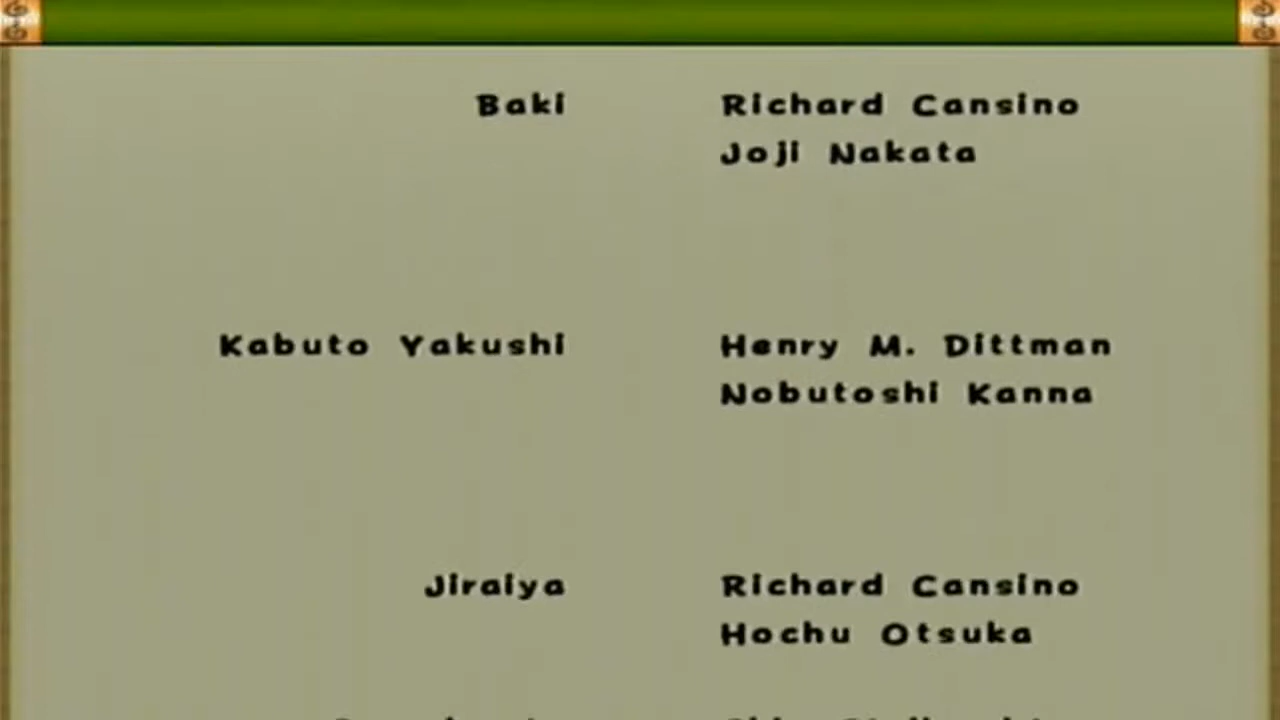 Baki Richard Cansino
Joji Nakata
Kabuto Yakushi Henry M. Dittman
Nobutoshi Kanna
Jiraiya Richard Cansino
Hochu Otsuka